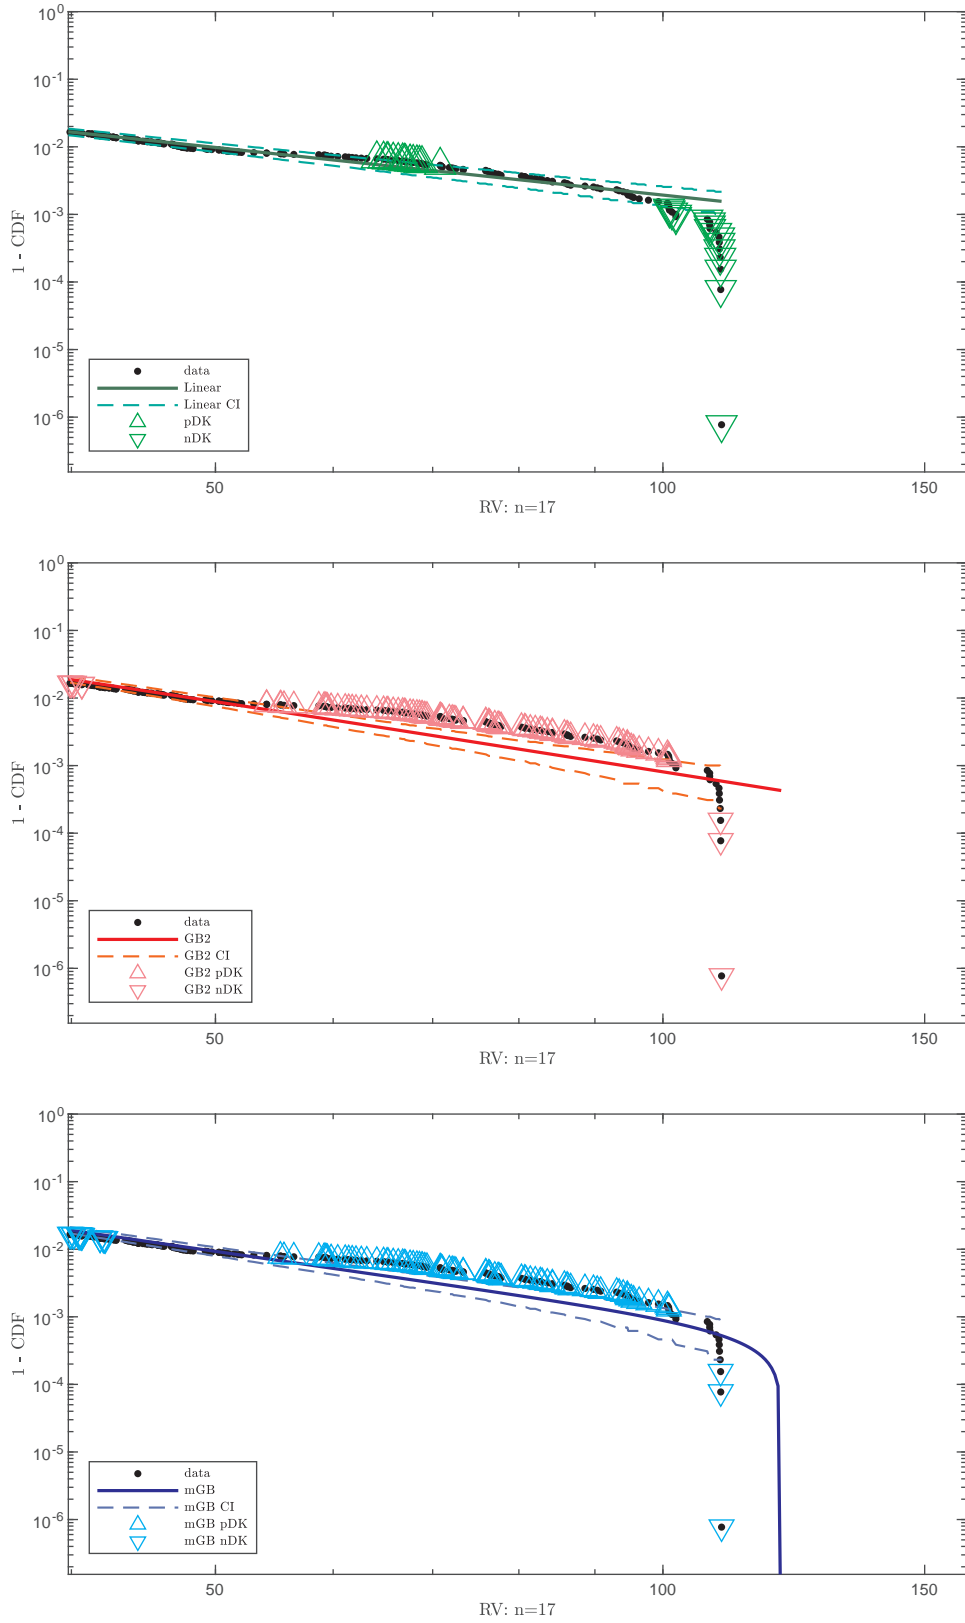 10^0
10^-1
10^-2
10^-3
10^-4
10^-5
10^-6
1 - CDF
data
Linear
Linear CI
pDK
nDK
50
100
150
RV: n=17
10^0
10^-1
10^-2
10^-3
10^-4
10^-5
10^-6
1 - CDF
data
GB2
GB2 CI
GB2 pDK
GB2 nDK
50
100
150
RV: n=17
10^0
10^-1
10^-2
10^-3
10^-4
10^-5
10^-6
1 - CDF
data
mGB
mGB CI
mGB pDK
mGB nDK
50
100
150
RV: n=17